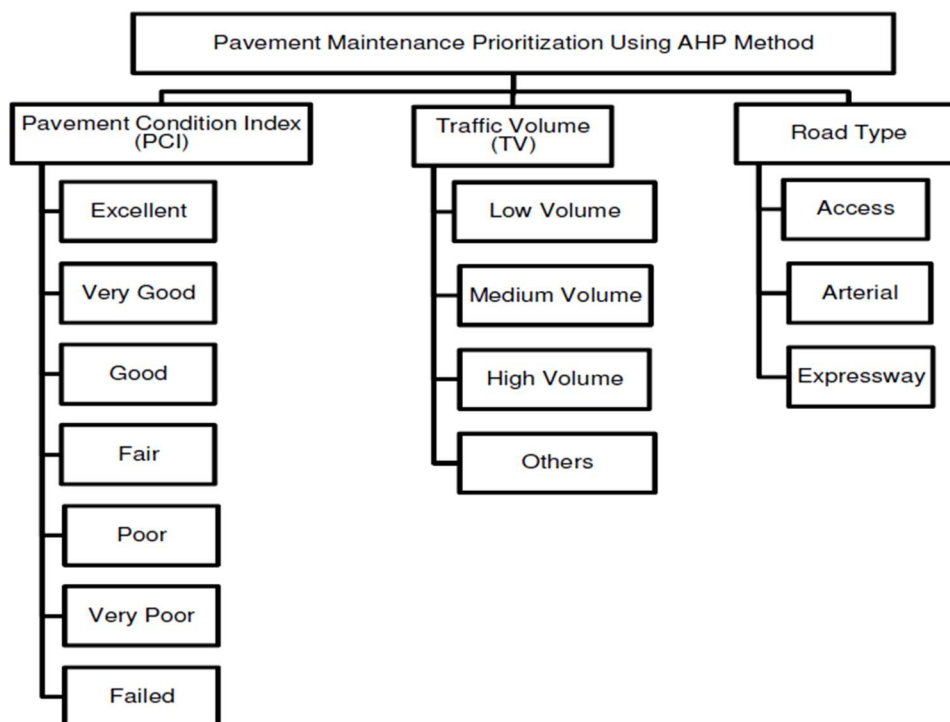 Pavement Maintenance Prioritization Using AHP Method
Pavement Condition Index
(PCI)
Excellent
Very Good
Good
Fair
Poor
Very Poor
Failed
Traffic Volume
(TV)
Low Volume
Medium Volume
High Volume
Others
Road Type
Access
Arterial
Expressway